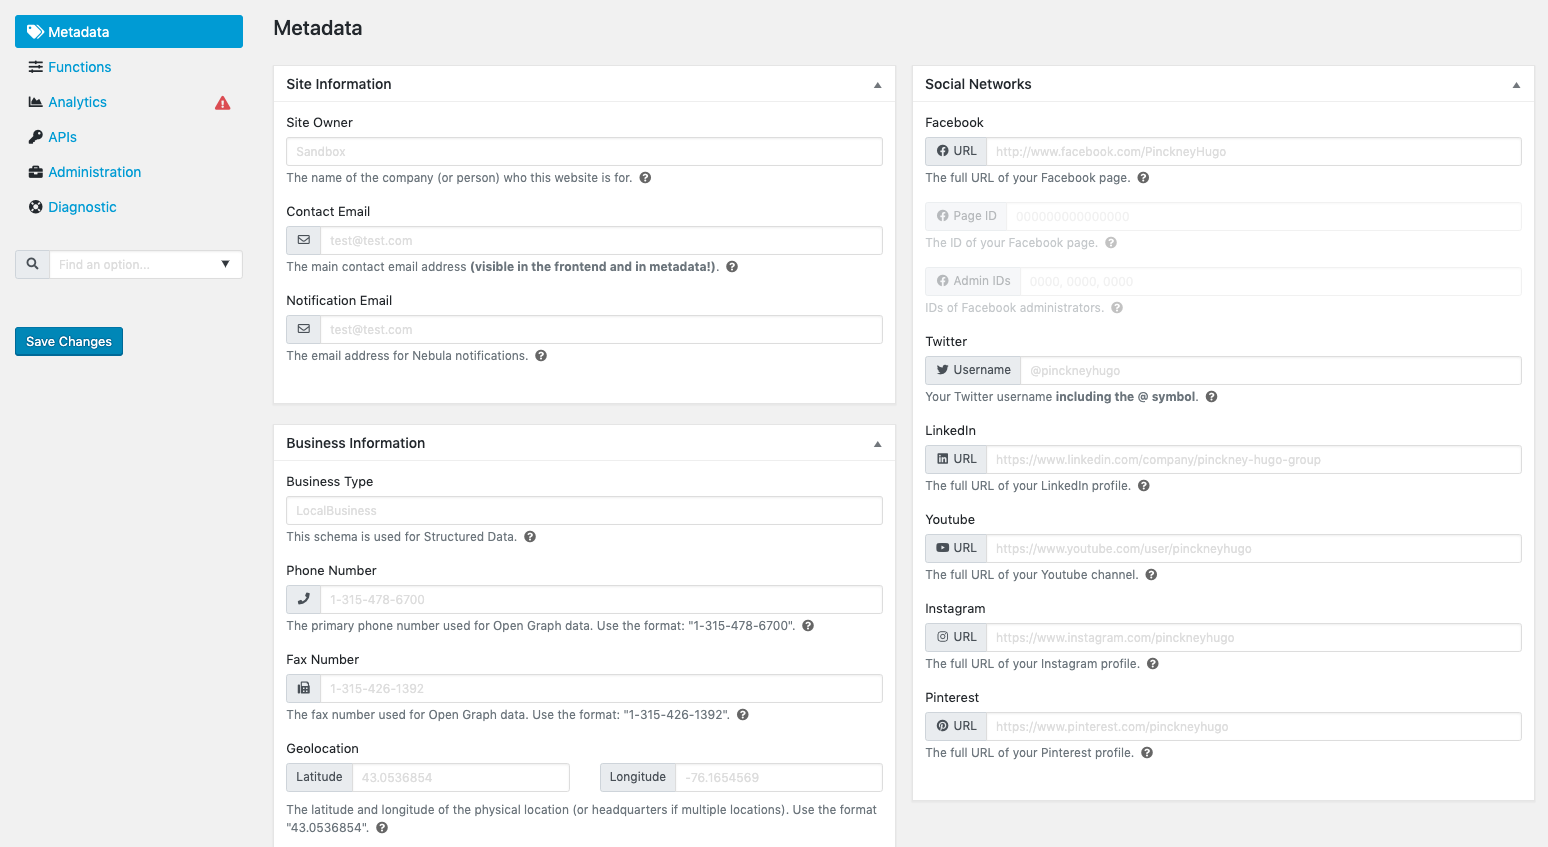 Metadata
Functions
Analytics
APIs
Administration
Diagnostic
Find an option...
Save Changes
Metadata
Site Information
Site Owner
Sandbox
The name of the company (or person) who this website is for.
Contact Email
test@test.com
The main contact email address (visible in the frontend and in metadata!).
Notification Email
test@test.com
The email address for Nebula notifications.
Business Information
Business Type
LocalBusiness
This schema is used for Structured Data.
Phone Number
1-315-478-6700
The primary phone number used for Open Graph data. Use the format: "1-315-478-6700".
Fax Number
1-315-426-1392
The fax number used for Open Graph data. Use the format: "1-315-426-1392".
Geolocation
Latitude 43.0536854 Longitude -76.1654569
The latitude and longitude of the physical location (or headquarters if multiple locations). Use the format
"43.0536854".
Social Networks
Facebook
URL http://www.facebook.com/PinckneyHugo
The full URL of your Facebook page.
Page ID 000000000000000
The ID of your Facebook page.
Admin IDs 0000, 0000, 0000
IDs of Facebook administrators.
Twitter
Username @pinckneyhugo
Your Twitter username including the @ symbol.
LinkedIn
URL https://www.linkedin.com/company/pinckney-hugo-group
The full URL of your LinkedIn profile.
Youtube
URL https://www.youtube.com/user/pinckneyhugo
The full URL of your Youtube channel.
Instagram
URL https://www.instagram.com/pinckneyhugo
The full URL of your Instagram profile.
Pinterest
URL https://www.pinterest.com/pinckneyhugo
The full URL of your Pinterest profile.